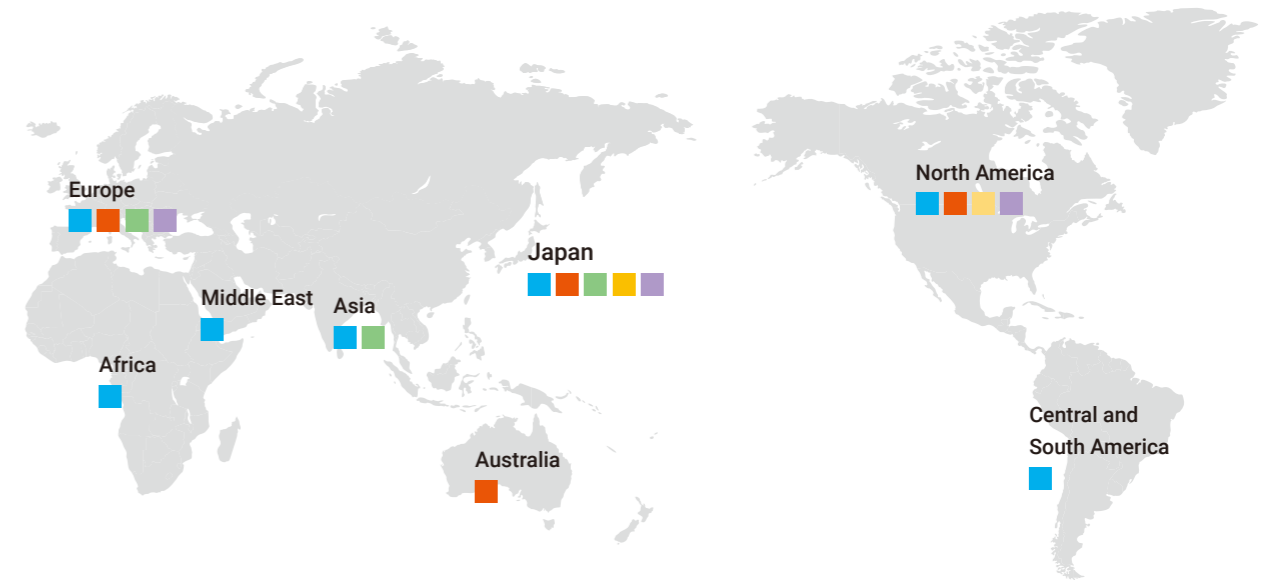 North America
Europe
Japan
Middle East
Asia
Africa
Central and
South America
Australia